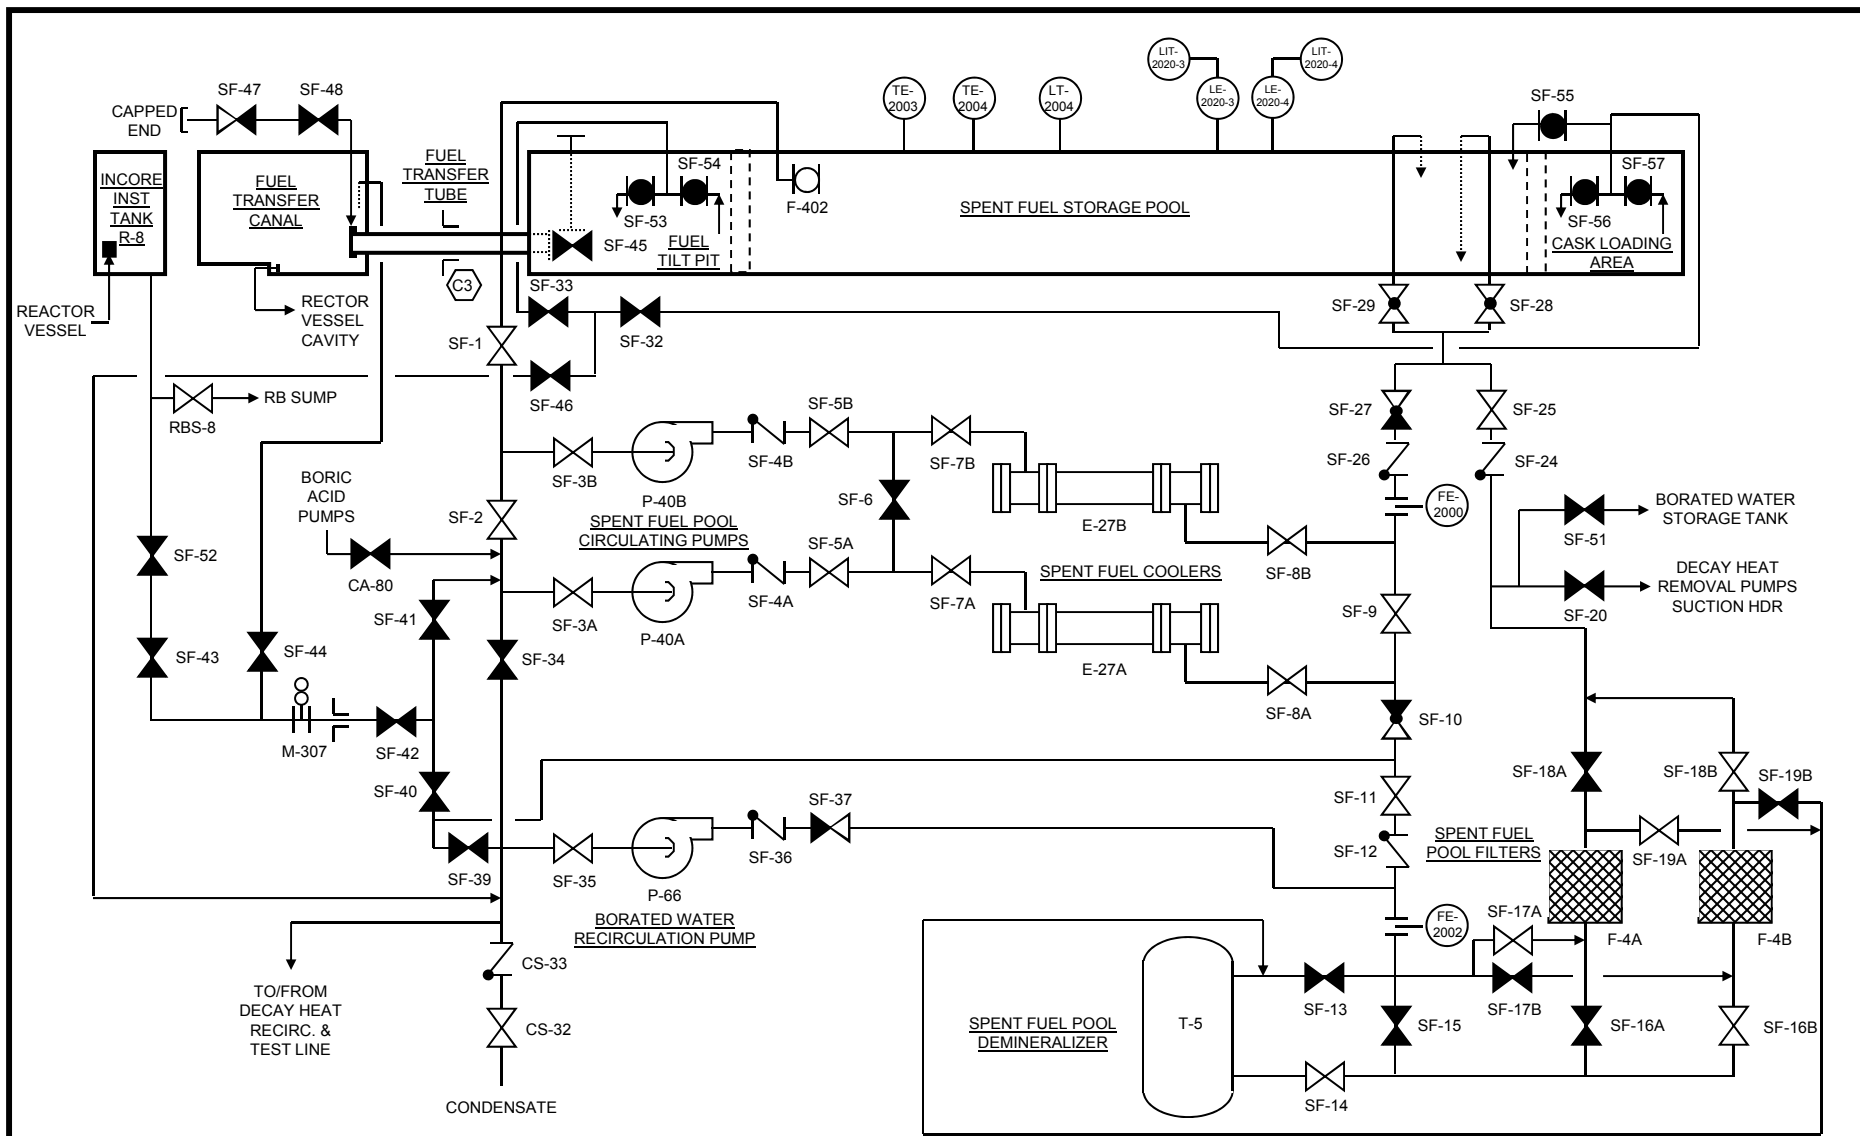 LIT-
2020-3
LIT-
2020-4
SF-47
SF-48
TE-
2003
TE-
2004
LT-
2004
LE-
2020-3
LE-
2020-4
SF-55
CAPPED
END
INCORE
INST
TANK
R-8
FUEL
TRANSFER
CANAL
FUEL
TRANSFER
TUBE
SF-54
SF-53
SF-45
FUEL
TILT PIT
F-402
SPENT FUEL STORAGE POOL
SF-57
SF-56
CASK LOADING
AREA
C3
REACTOR
VESSEL
RECTOR
VESSEL
CAVITY
SF-33
SF-32
SF-29
SF-28
SF-1
SF-46
RBS-8
RB SUMP
SF-5B
SF-27
SF-25
SF-3B
SF-4B
SF-7B
SF-26
SF-24
P-40B
SPENT FUEL POOL
CIRCULATING PUMPS
SF-6
E-27B
FE-
2000
BORIC
ACID
PUMPS
SF-2
BORATED WATER
STORAGE TANK
SF-51
SF-52
CA-80
SF-5A
SPENT FUEL COOLERS
SF-8B
DECAY HEAT
REMOVAL PUMPS
SUCTION HDR
SF-20
SF-41
SF-3A
SF-4A
SF-7A
SF-9
P-40A
SF-43
SF-44
SF-34
E-27A
SF-8A
SF-10
M-307
SF-42
SF-40
SF-37
SF-11
SF-18A
SF-18B
SF-19B
SF-39
SF-35
SF-36
SF-12
SPENT FUEL
POOL FILTERS
SF-19A
P-66
BORATED WATER
RECIRCULATION PUMP
FE-
2002
SF-17A
F-4A
F-4B
CS-33
TO/FROM
DECAY HEAT
RECIRC. &
TEST LINE
CS-32
SPENT FUEL POOL
DEMINERALIZER
T-5
SF-13
SF-15
SF-17B
SF-16A
SF-16B
SF-14
CONDENSATE